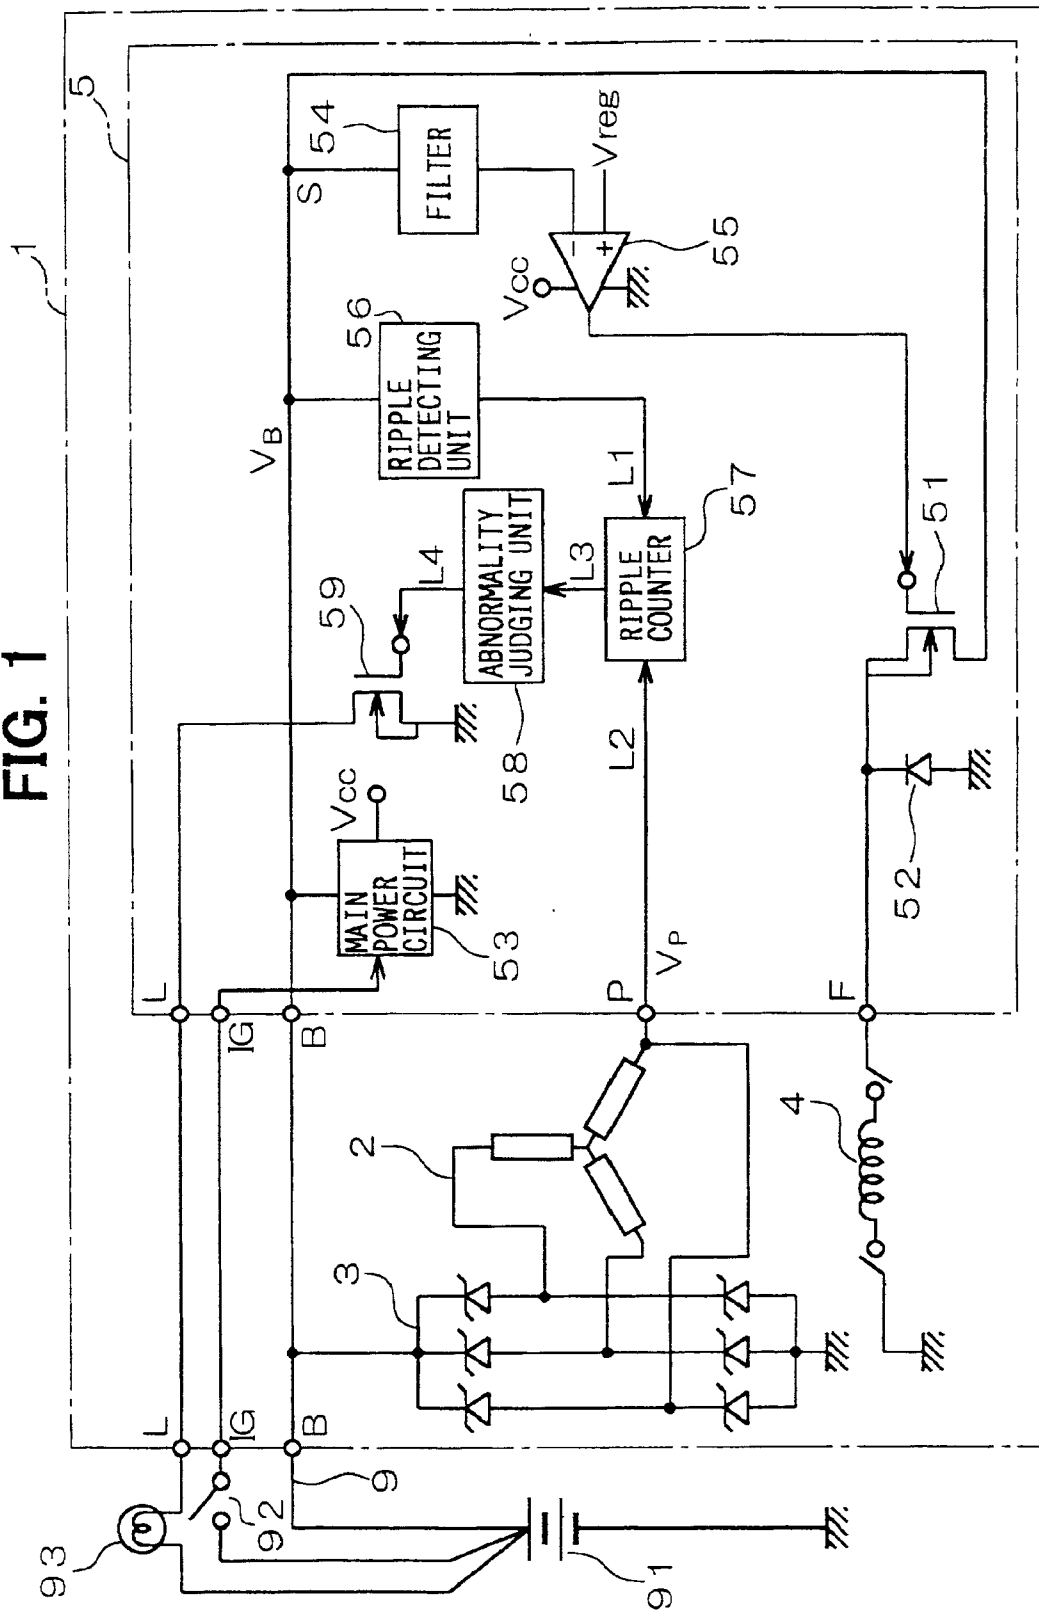 FIG. 1
1
5
L
L
93
IG
IG
92
B
B
9
91
VB
S
54
FILTER
Vreg
Vcc
−
+
55
56
RIPPLE
DETECTING
UNIT
L1
59
L4
ABNORMALITY
JUDGING UNIT
58
L3
RIPPLE
COUNTER
57
L2
Vcc
MAIN
POWER
CIRCUIT
53
P
VP
F
51
52
2
3
4